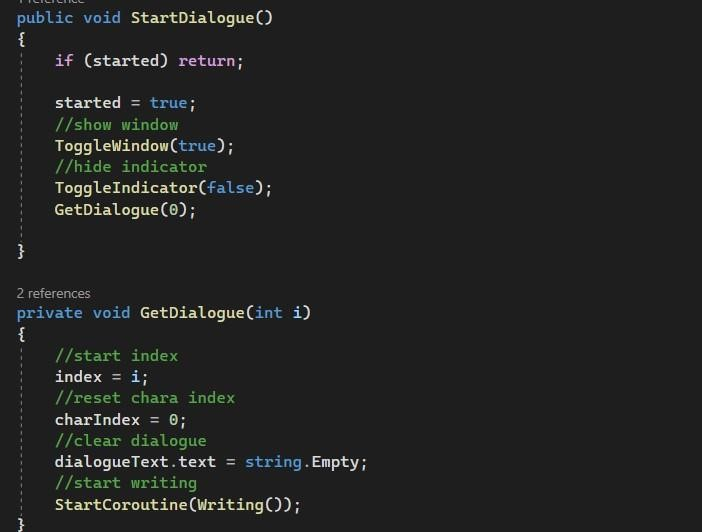 reference
public void StartDialogue()
{
if (started) return;
started = true;
//show window
ToggleWindow(true);
//hide indicator
ToggleIndicator(false);
GetDialogue(0);
}
2 references
private void GetDialogue(int i)
{
//start index
index = i;
//reset chara index
charIndex = 0;
//clear dialogue
dialogueText.text = string.Empty;
//start writing
StartCoroutine(Writing());
}